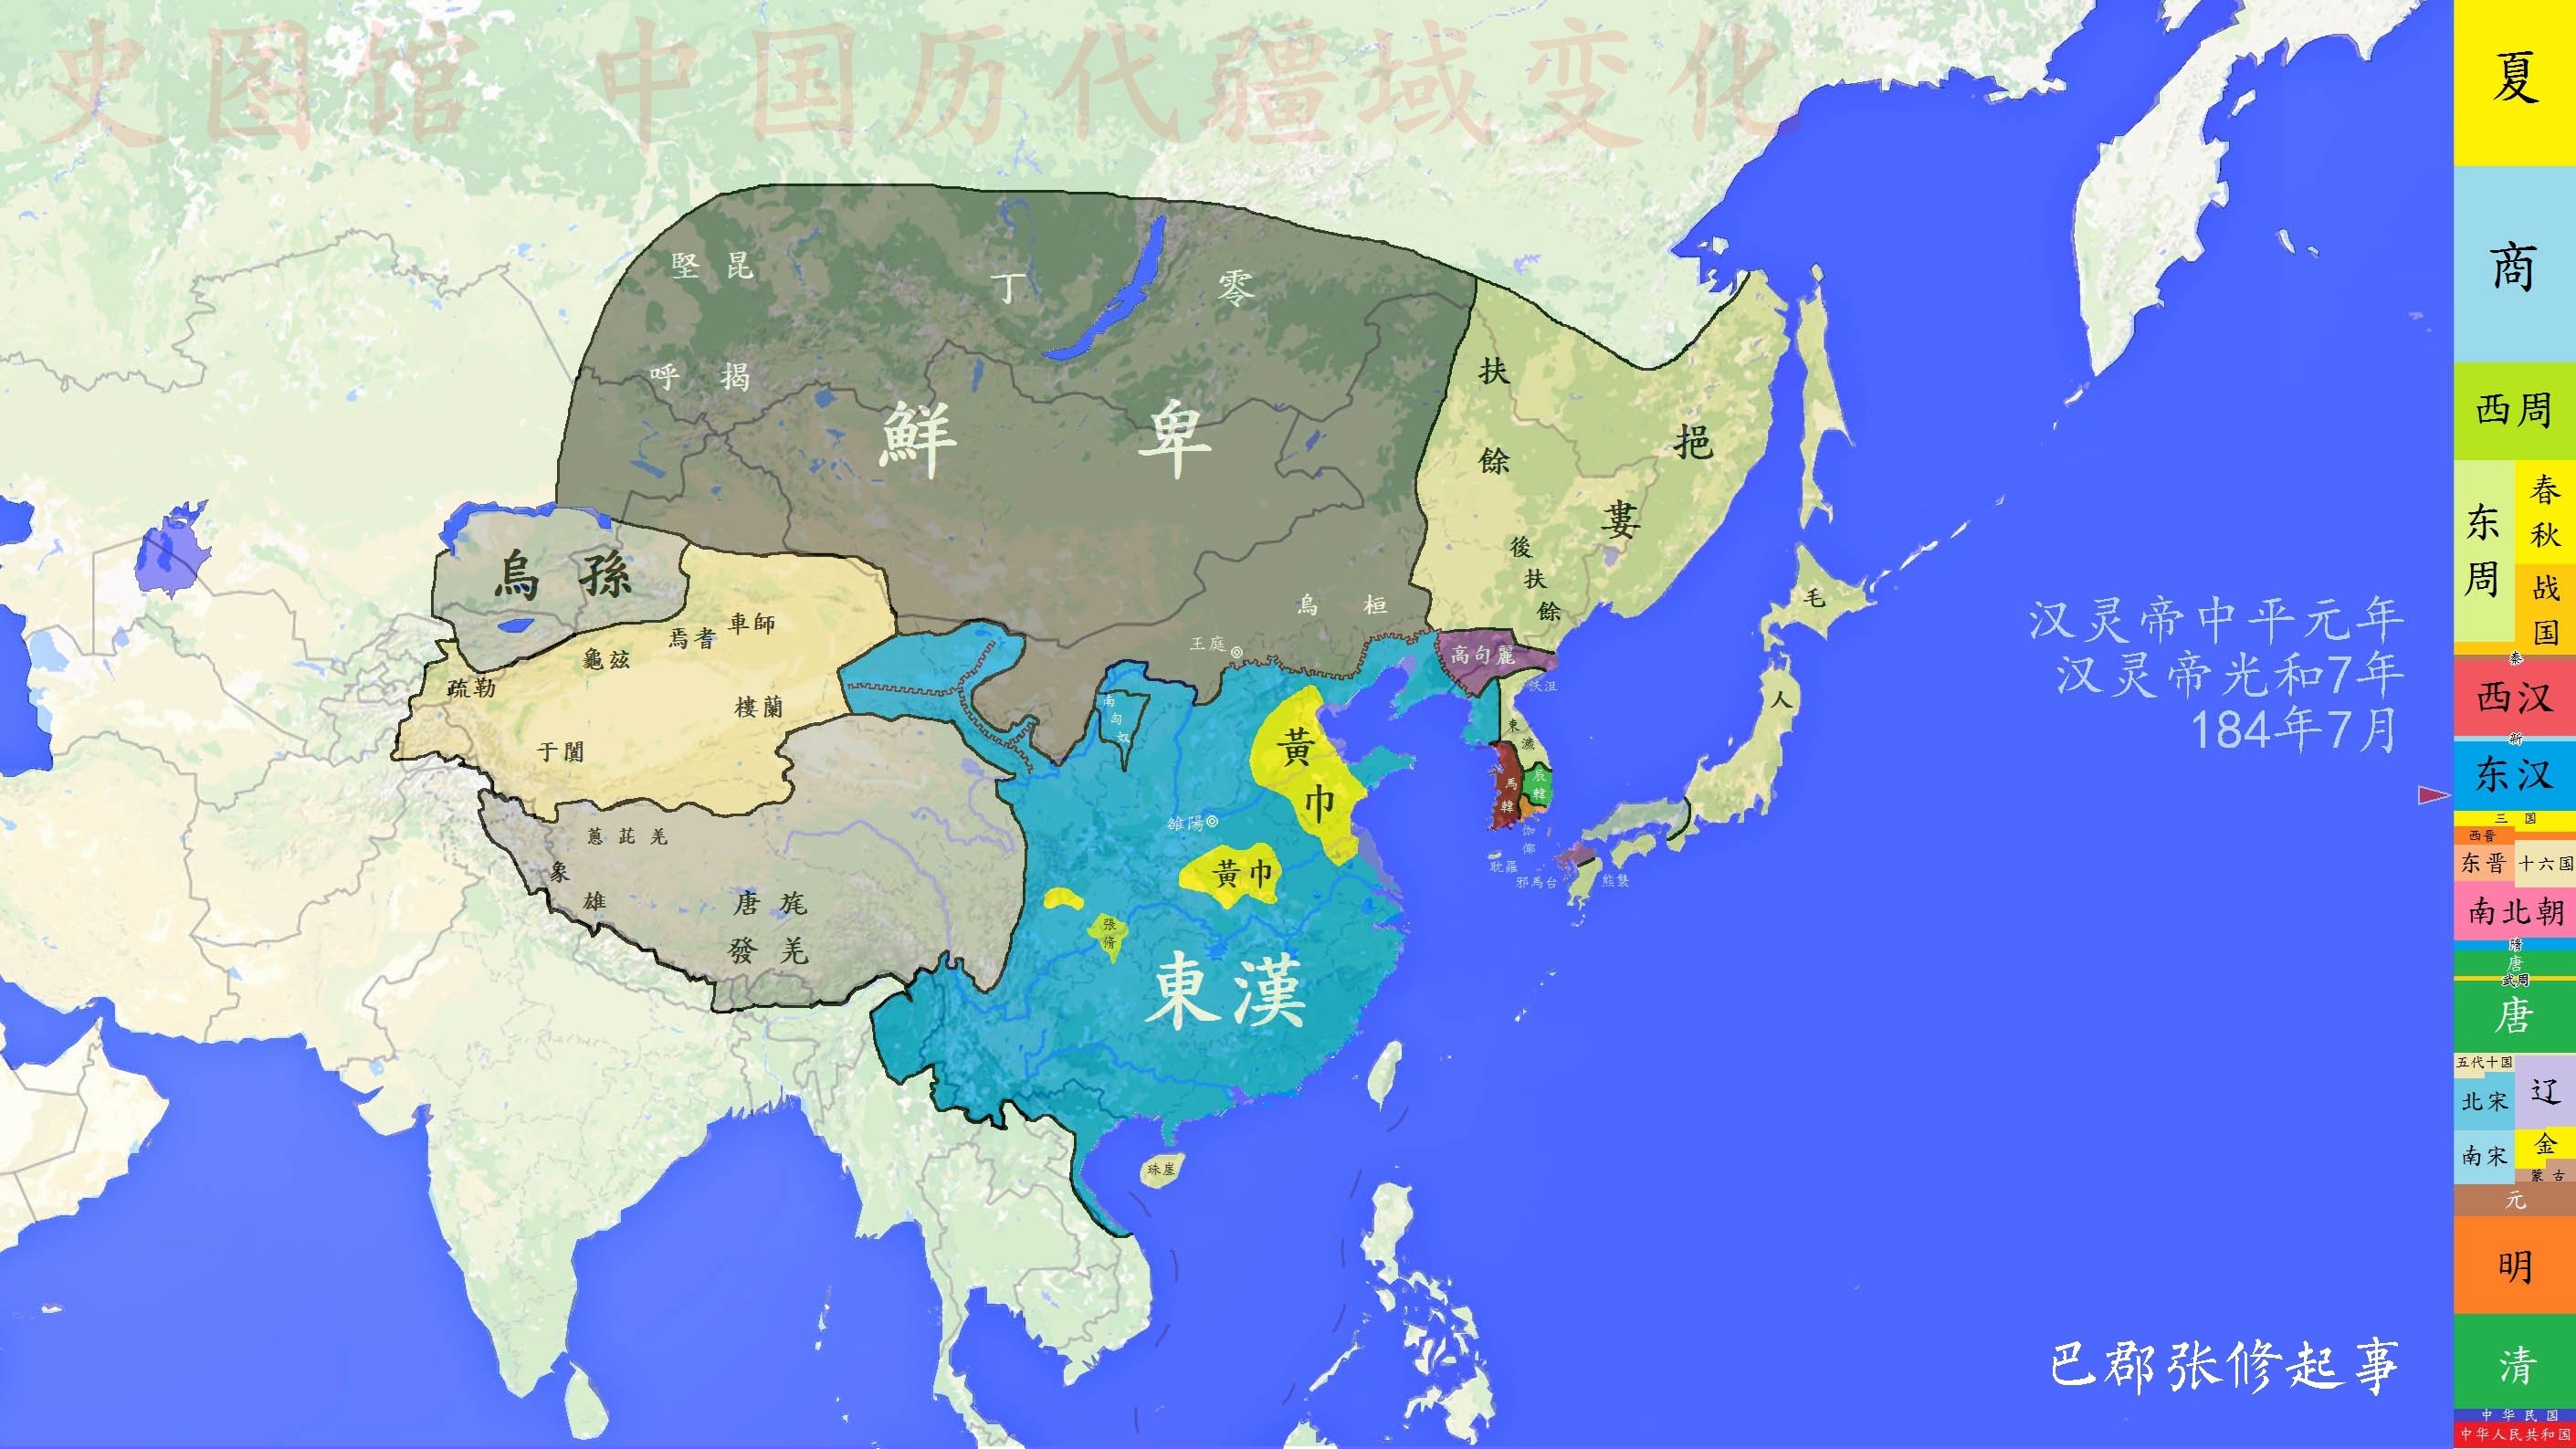 史图馆 中国历代疆域变化
堅昆
丁零
呼揭
鮮卑
扶餘
挹婁
後扶餘
烏孫
烏桓
王庭
車師
焉耆
龜兹
疏勒
樓蘭
于闐
高句麗
沃沮
東濊
南匈奴
馬韓
辰韓
伽倻
耽羅
邪馬台
熊襲
毛人
黃巾
雒陽
黃巾
張脩
東漢
蔥茈羌
象雄
唐旄
發羌
珠崖
汉灵帝中平元年
汉灵帝光和7年
184年7月
巴郡张修起事
夏
商
西周
东周
春秋
战国
秦
西汉
新
东汉
三国
西晋
东晋
十六国
南北朝
隋
唐
武周
唐
五代十国
辽
北宋
南宋
金
蒙古
元
明
清
中华民国
中华人民共和国